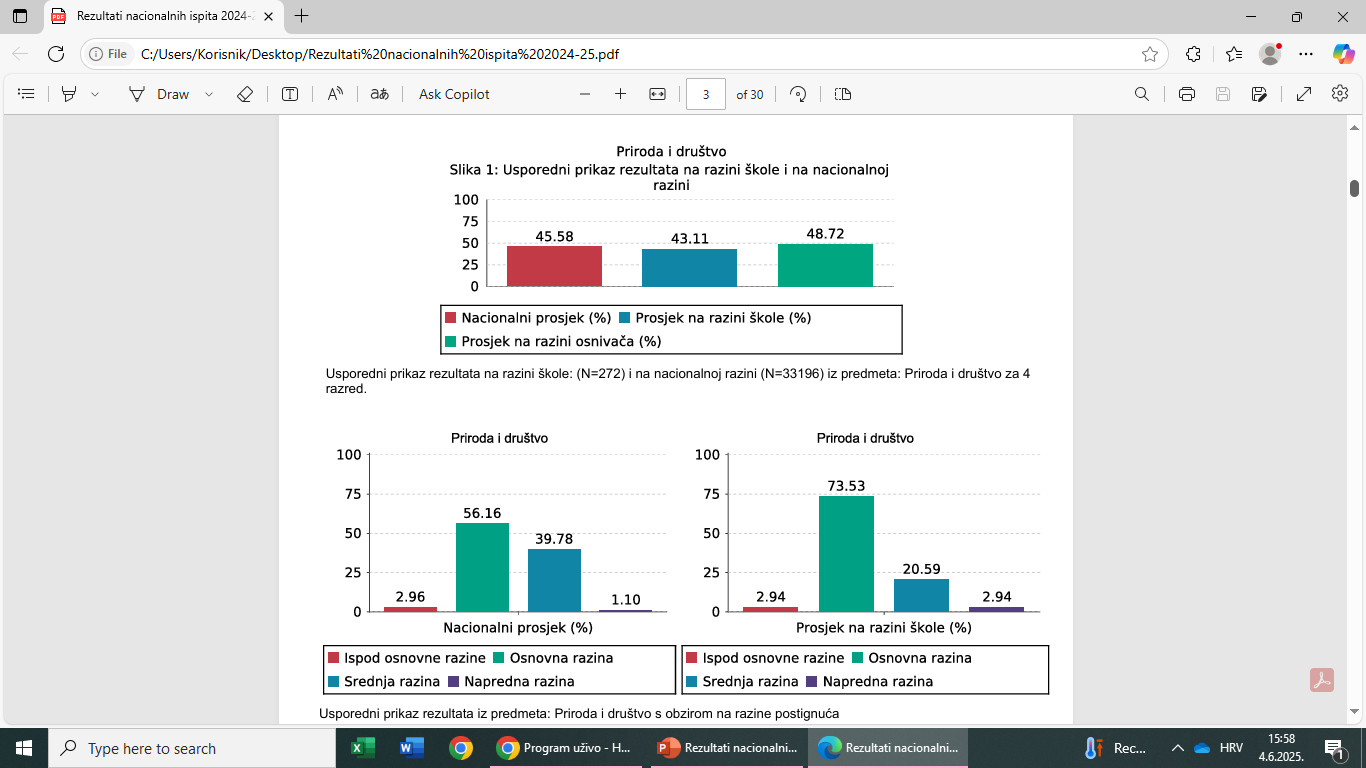 Rezultati nacionalnih ispita 2024-2
File
C:/Users/Korisnik/Desktop/Rezultati%20nacionalnih%20ispita%202024-25.pdf
Draw
Ask Copilot
3
of 30
Priroda i društvo
Slika 1: Usporedni prikaz rezultata na razini škole i na nacionalnoj
razini
100
75
50
25
0
45.58
43.11
48.72
Nacionalni prosjek (%)
Prosjek na razini škole (%)
Prosjek na razini osnivača (%)
Usporedni prikaz rezultata na razini škole: (N=272) i na nacionalnoj razini (N=33196) iz predmeta: Priroda i društvo za 4
razred.
Priroda i društvo
100
75
50
25
0
2.96
56.16
39.78
1.10
Nacionalni prosjek (%)
Ispod osnovne razine
Osnovna razina
Srednja razina
Napredna razina
Priroda i društvo
100
75
50
25
0
2.94
73.53
20.59
2.94
Prosjek na razini škole (%)
Ispod osnovne razine
Osnovna razina
Srednja razina
Napredna razina
Usporedni prikaz rezultata iz predmeta: Priroda i društvo s obzirom na razine postignuća
Type here to search
Program uživo - H...
Rezultati nacionalni...
Rezultati nacionalni...
Rec...
HRV
15:58
4.6.2025.
1